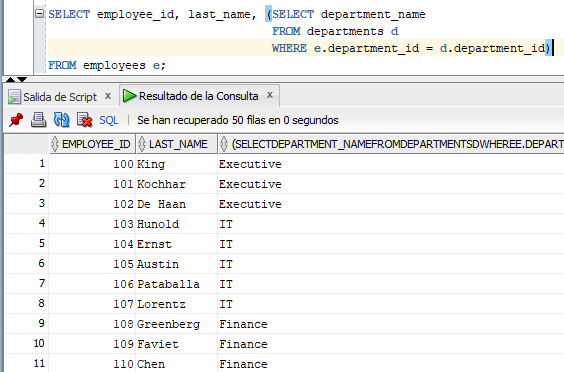 SELECT employee_id, last_name, (SELECT department_name
FROM departments d
WHERE e.department_id = d.department_id)
FROM employees e;
Salida de Script x Resultado de la Consulta x
SQL | Se han recuperado 50 filas en 0 segundos
EMPLOYEE_ID LAST_NAME (SELECTDEPARTMENT_NAMEFROMDEPARTMENTSDWHEREE.DEPART
1 100 King Executive
2 101 Kochhar Executive
3 102 De Haan Executive
4 103 Hunold IT
5 104 Ernst IT
6 105 Austin IT
7 106 Pataballa IT
8 107 Lorentz IT
9 108 Greenberg Finance
10 109 Faviet Finance
11 110 Chen Finance